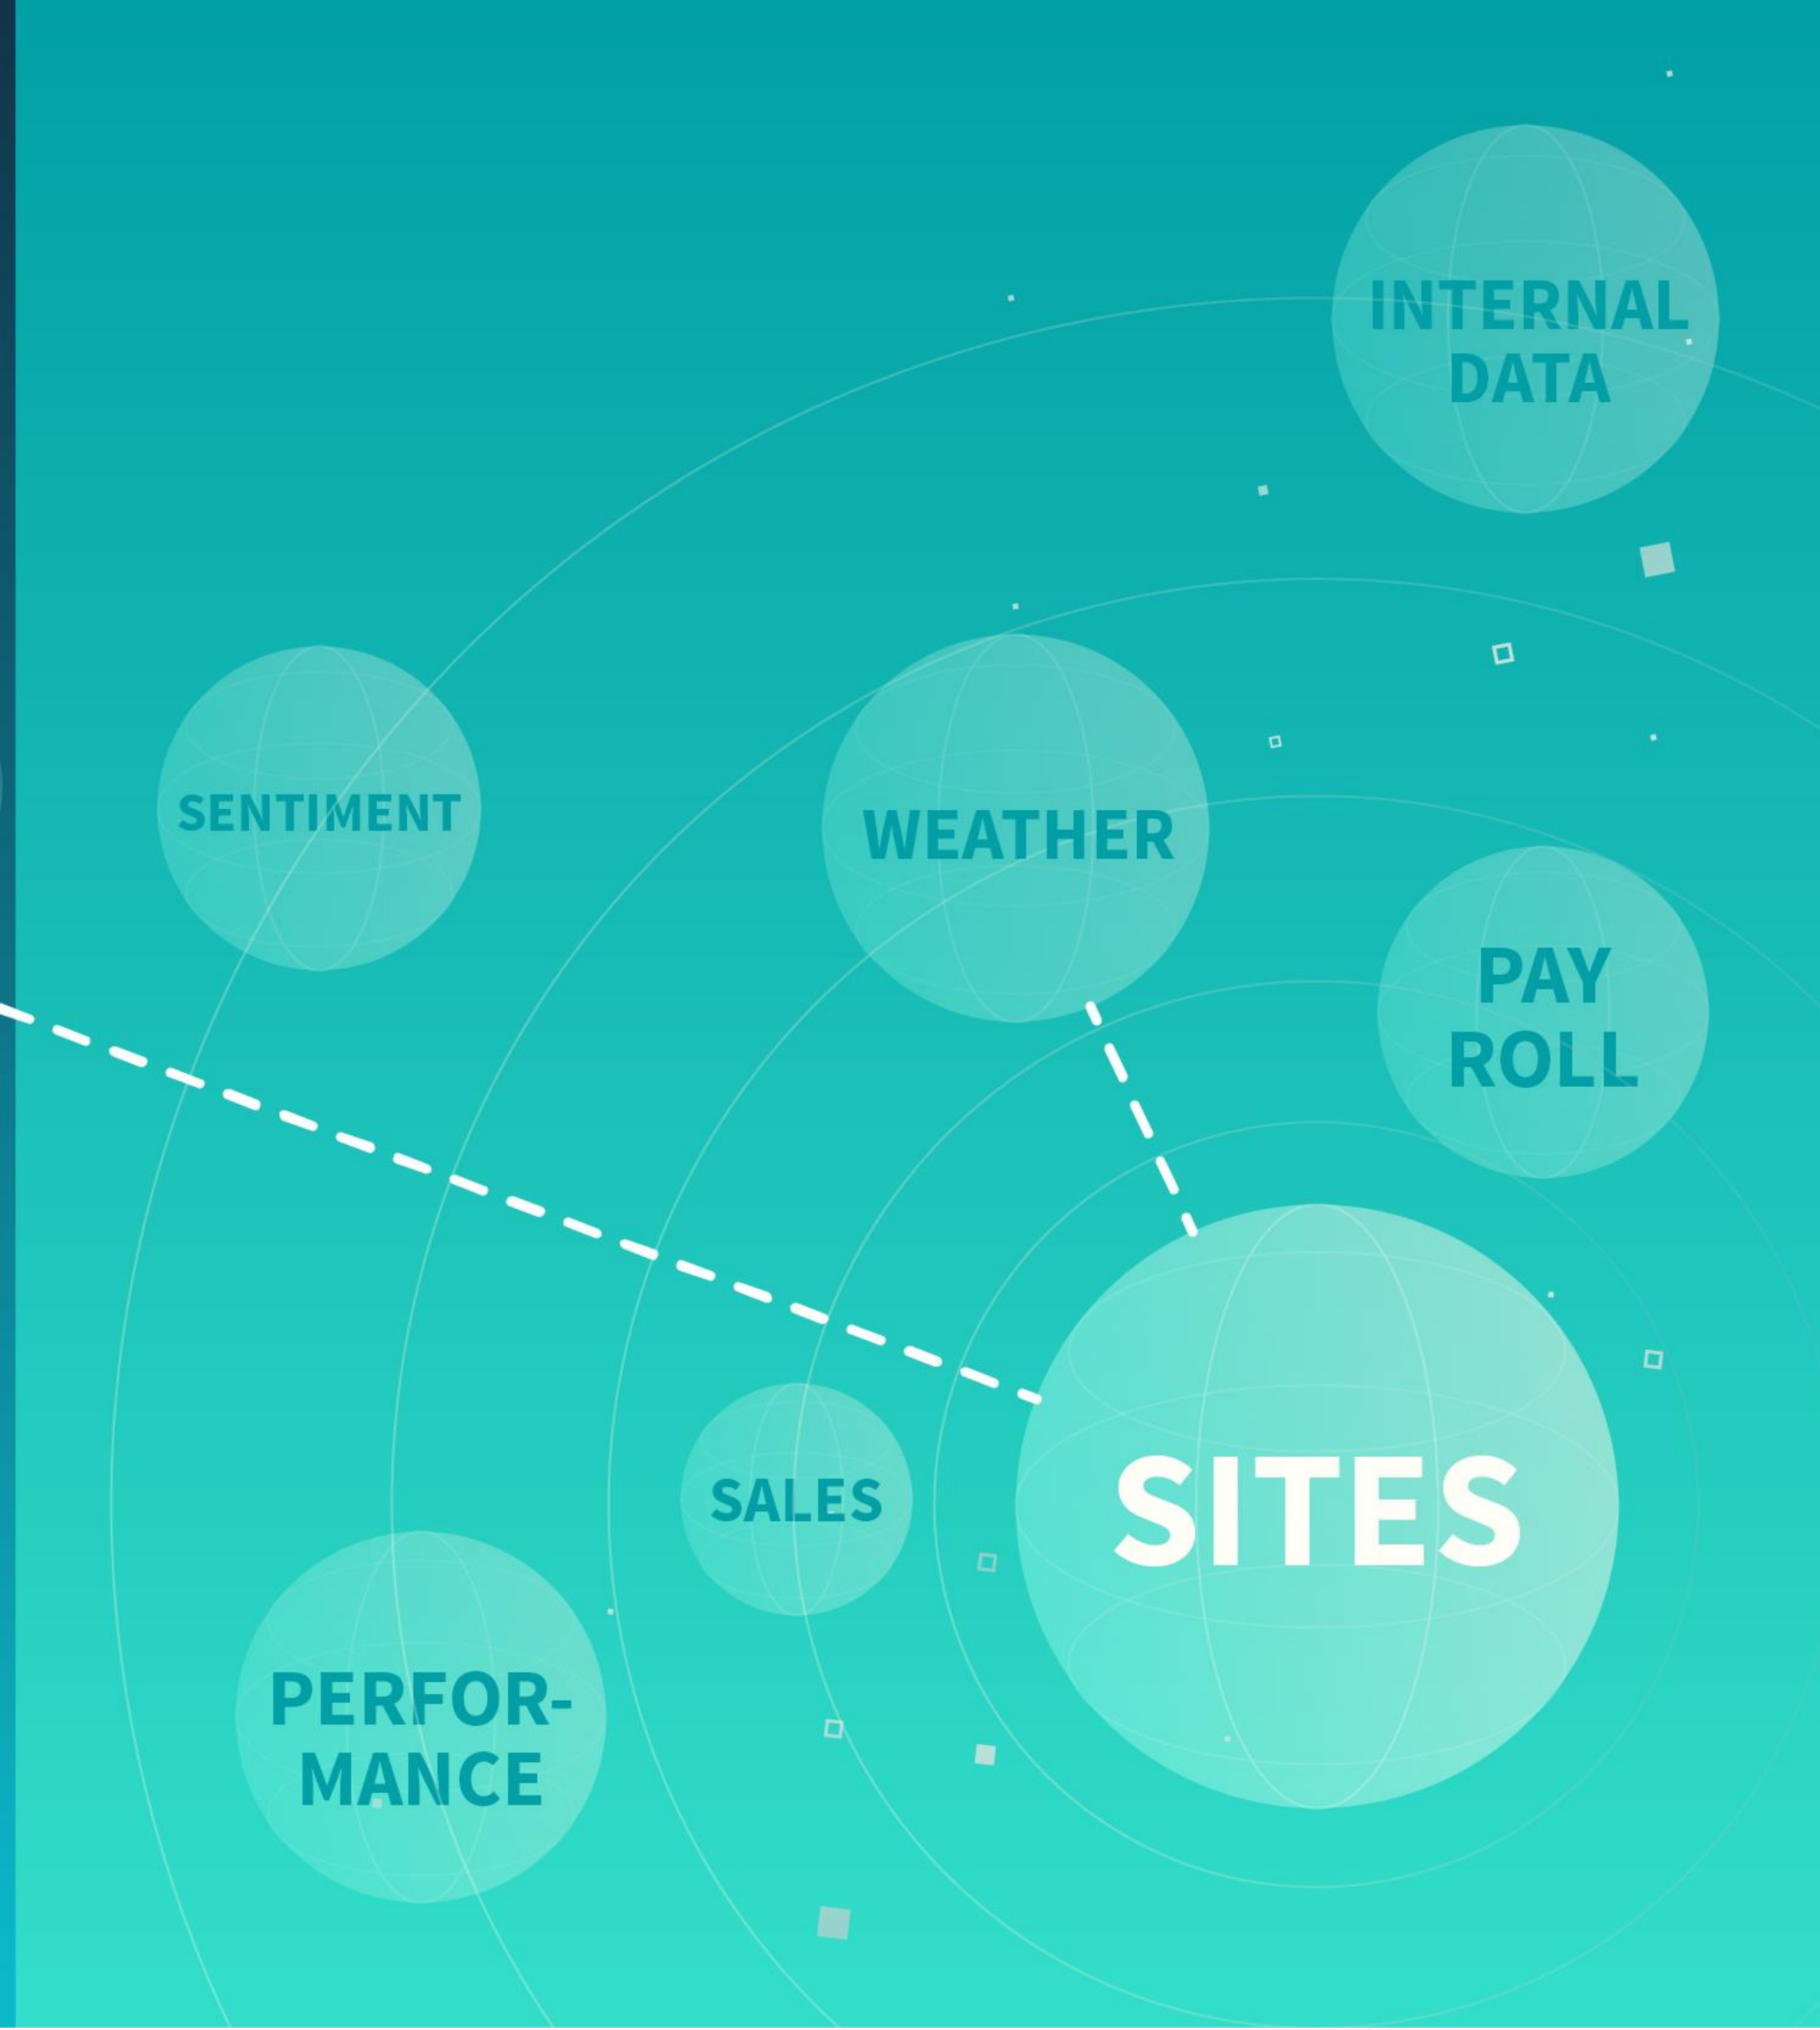 INTERNAL
DATA
SENTIMENT
WEATHER
PAY
ROLL
SALES
SITES
PERFOR-
MANCE